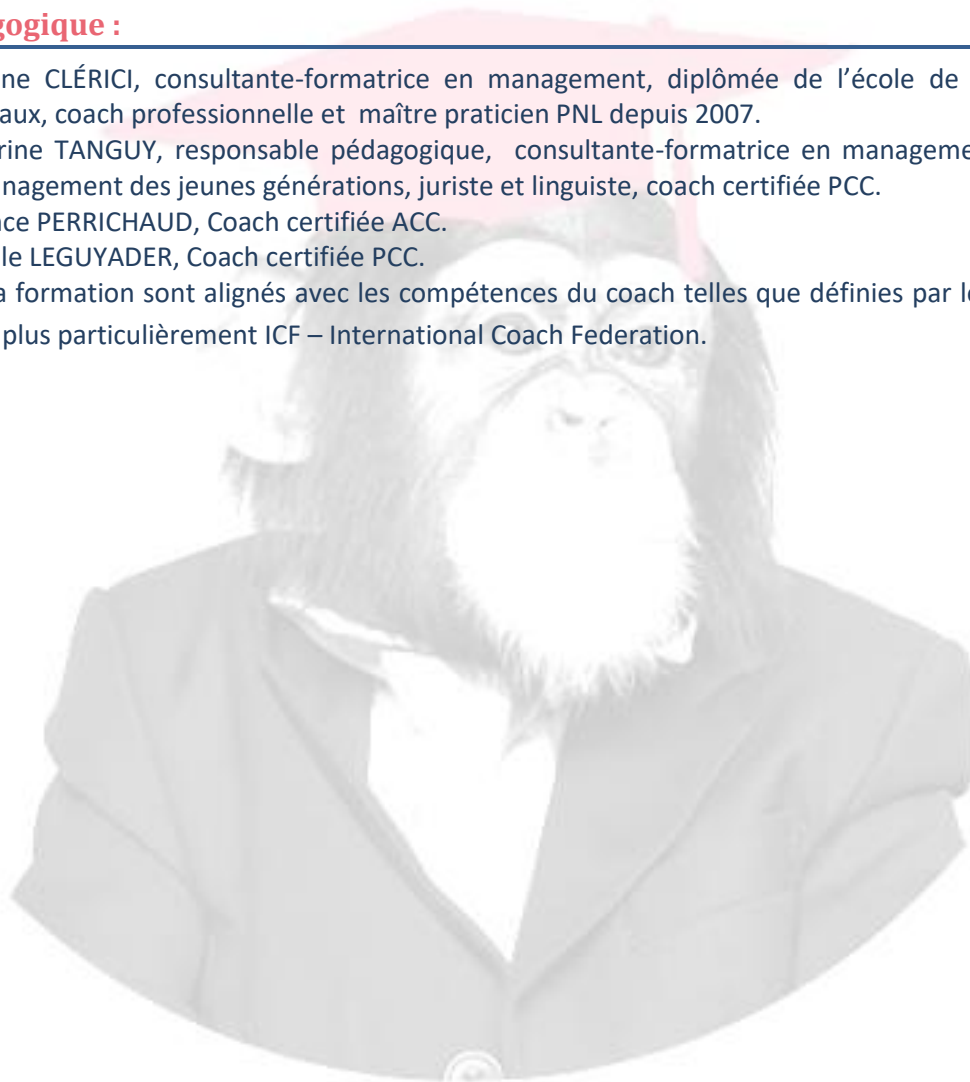 gogique :
ne CLÉRICI, consultante-formatrice en management, diplômée de l’école de
aux, coach professionnelle et maître praticien PNL depuis 2007.
rine TANGUY, responsable pédagogique, consultante-formatrice en manageme
nagement des jeunes générations, juriste et linguiste, coach certifiée PCC.
nce PERRICHAUD, Coach certifiée ACC.
le LEGUYADER, Coach certifiée PCC.
a formation sont alignés avec les compétences du coach telles que définies par le
plus particulièrement ICF – International Coach Federation.